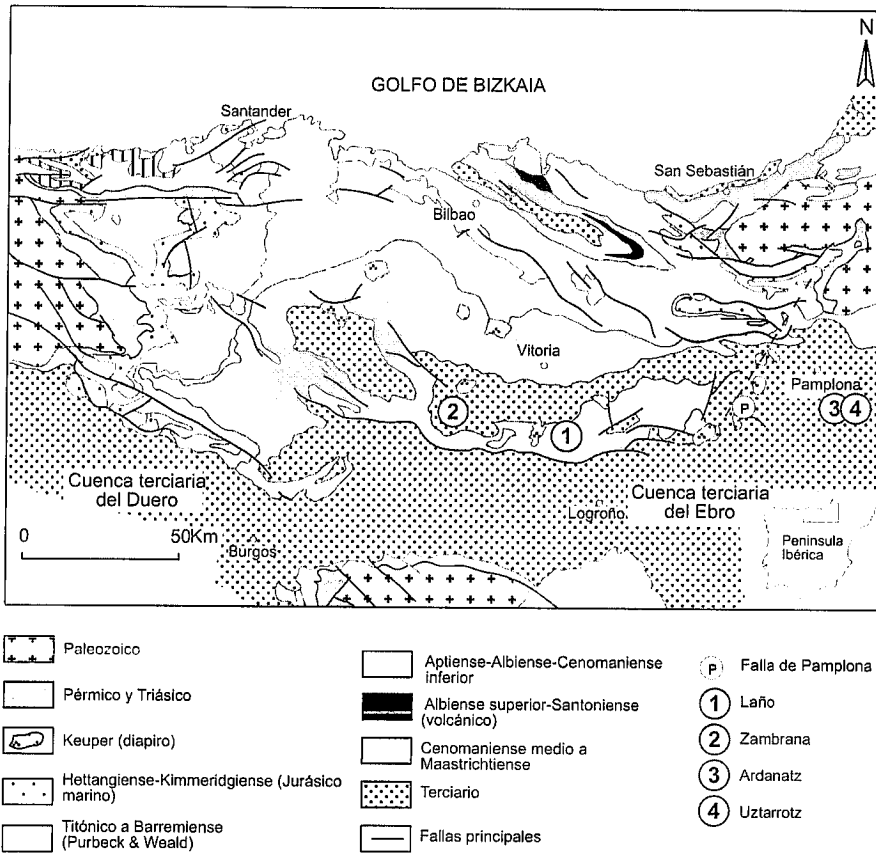 N
GOLFO DE BIZKAIA
Santander
San Sebastián
Bilbao
Vitoria
Pamplona
2
1
P
3
4
Cuenca terciaria
del Duero
Logroño
Cuenca terciaria
del Ebro
0
50Km
Burgos
Peninsula
Ibérica
Paleozoico
Pérmico y Triásico
Keuper (diapiro)
Hettangiense-Kimmeridgiense (Jurásico
marino)
Titónico a Barremiense
(Purbeck & Weald)
Aptiense-Albiense-Cenomaniense
inferior
Albiense superior-Santoniense
(volcánico)
Cenomaniense medio a
Maastrichtiense
Terciario
Fallas principales
P Falla de Pamplona
1 Laño
2 Zambrana
3 Ardanatz
4 Uztarrotz